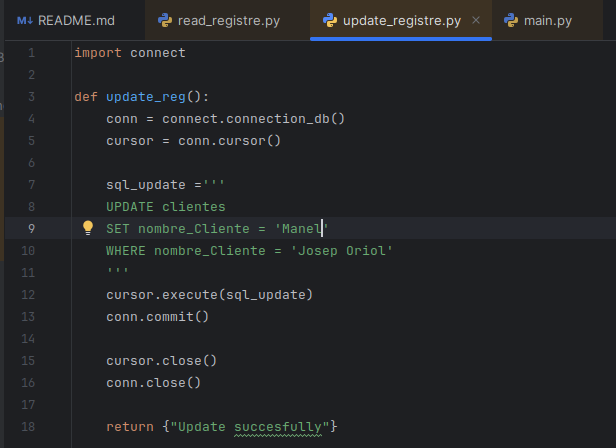 README.md read_registre.py update_registre.py main.py
1 import connect
2
3 def update_reg():
4 conn = connect.connection_db()
5 cursor = conn.cursor()
6
7 sql_update ='''
8 UPDATE clientes
9 SET nombre_Cliente = 'Manel'
10 WHERE nombre_Cliente = 'Josep Oriol'
11 '''
12 cursor.execute(sql_update)
13 conn.commit()
14
15 cursor.close()
16 conn.close()
17
18 return {"Update succesfully"}